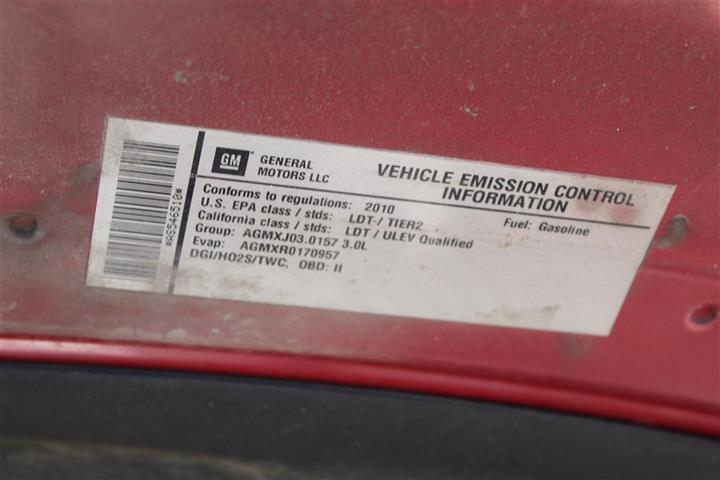 *A8546510*
GM
GENERAL
MOTORS LLC
VEHICLE EMISSION CONTROL
INFORMATION
Conforms to regulations: 2010
Fuel: Gasoline
U.S. EPA class / stds: LDT-/ TIER2
California class / stds: LDT / ULEV Qualified
Group: AGMXJ03.0157 3.0L
Evap: AGMXR0170957
DGI/HO2S/TWC, OBD: II